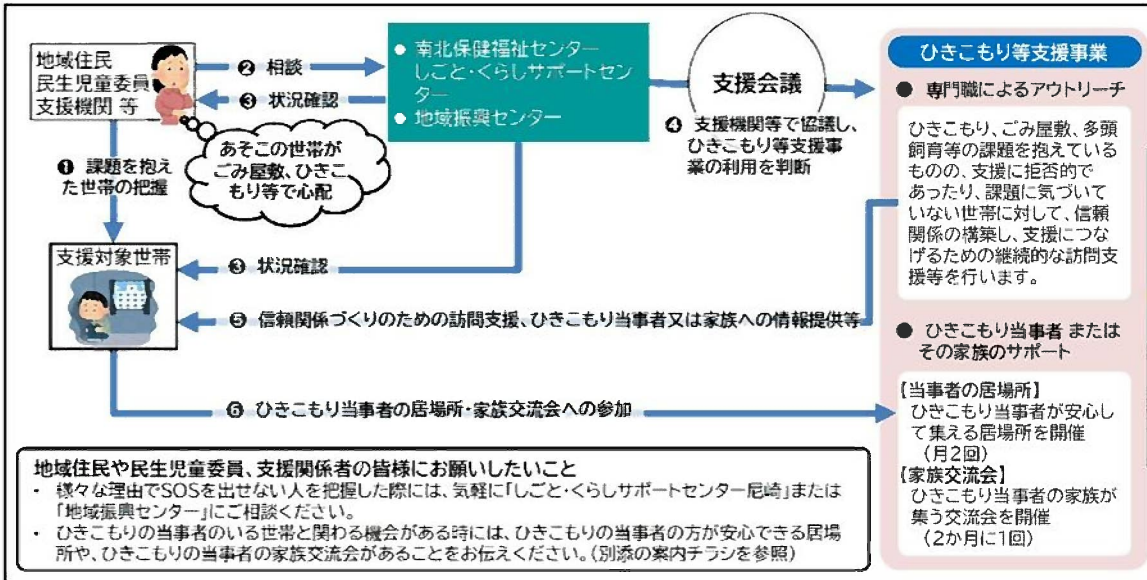 地域住民
民生児童委員
支援機関 等
❷ 相談
❸ 状況確認
● 南北保健福祉センター
しごと・くらしサポートセン
ター
● 地域振興センター
支援会議
❹ 支援機関等で協議し、
ひきこもり等支援事
業の利用を判断
あそこの世帯が
ごみ屋敷、ひきこ
もり等で心配
❶ 課題を抱え
た世帯の把握
支援対象世帯
❸ 状況確認
❺ 信頼関係づくりのための訪問支援、ひきこもり当事者又は家族への情報提供等
❻ ひきこもり当事者の居場所・家族交流会への参加
ひきこもり等支援事業
● 専門職によるアウトリーチ
ひきこもり、ごみ屋敷、多頭
飼育等の課題を抱えている
ものの、支援に拒否的で
あったり、課題に気づいて
いない世帯に対して、信頼
関係の構築し、支援につな
げるための継続的な訪問支
援等を行います。
● ひきこもり当事者 または
その家族のサポート
【当事者の居場所】
ひきこもり当事者が安心し
て集える居場所を開催
（月2回）
【家族交流会】
ひきこもり当事者の家族が
集う交流会を開催
（2か月に1回）
地域住民や民生児童委員、支援関係者の皆様にお願いしたいこと
・ 様々な理由でSOSを出せない人を把握した際には、気軽に「しごと・くらしサポートセンター尼崎」または
「地域振興センター」にご相談ください。
・ ひきこもりの当事者のいる世帯と関わる機会がある時には、ひきこもりの当事者の方が安心できる居場
所や、ひきこもりの当事者の家族交流会があることをお伝えください。（別添の案内チラシを参照）